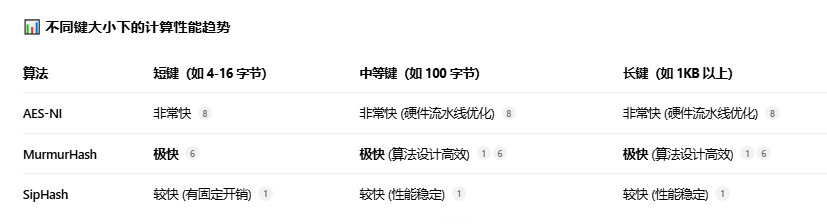 📊 不同键大小下的计算性能趋势
算法 短键（如 4-16 字节） 中等键（如 100 字节） 长键（如 1KB 以上）
AES-NI 非常快 8 非常快 (硬件流水线优化) 8 非常快 (硬件流水线优化) 8
MurmurHash 极快 6 极快 (算法设计高效) 1 6 极快 (算法设计高效) 1 6
SipHash 较快 (有固定开销) 1 较快 (性能稳定) 1 较快 (性能稳定) 1